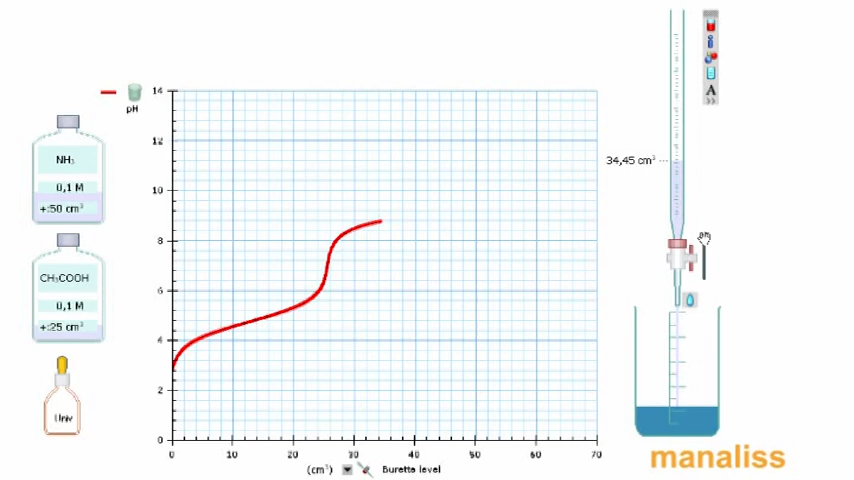 pH
14
12
10
8
6
4
2
0
0 10 20 30 40 50 60 70
(cm³) Burette level
NH₃
0,1 M
+:50 cm³
CH₃COOH
0,1 M
+:25 cm³
Univ
34,45 cm³
pH
A
manaliss